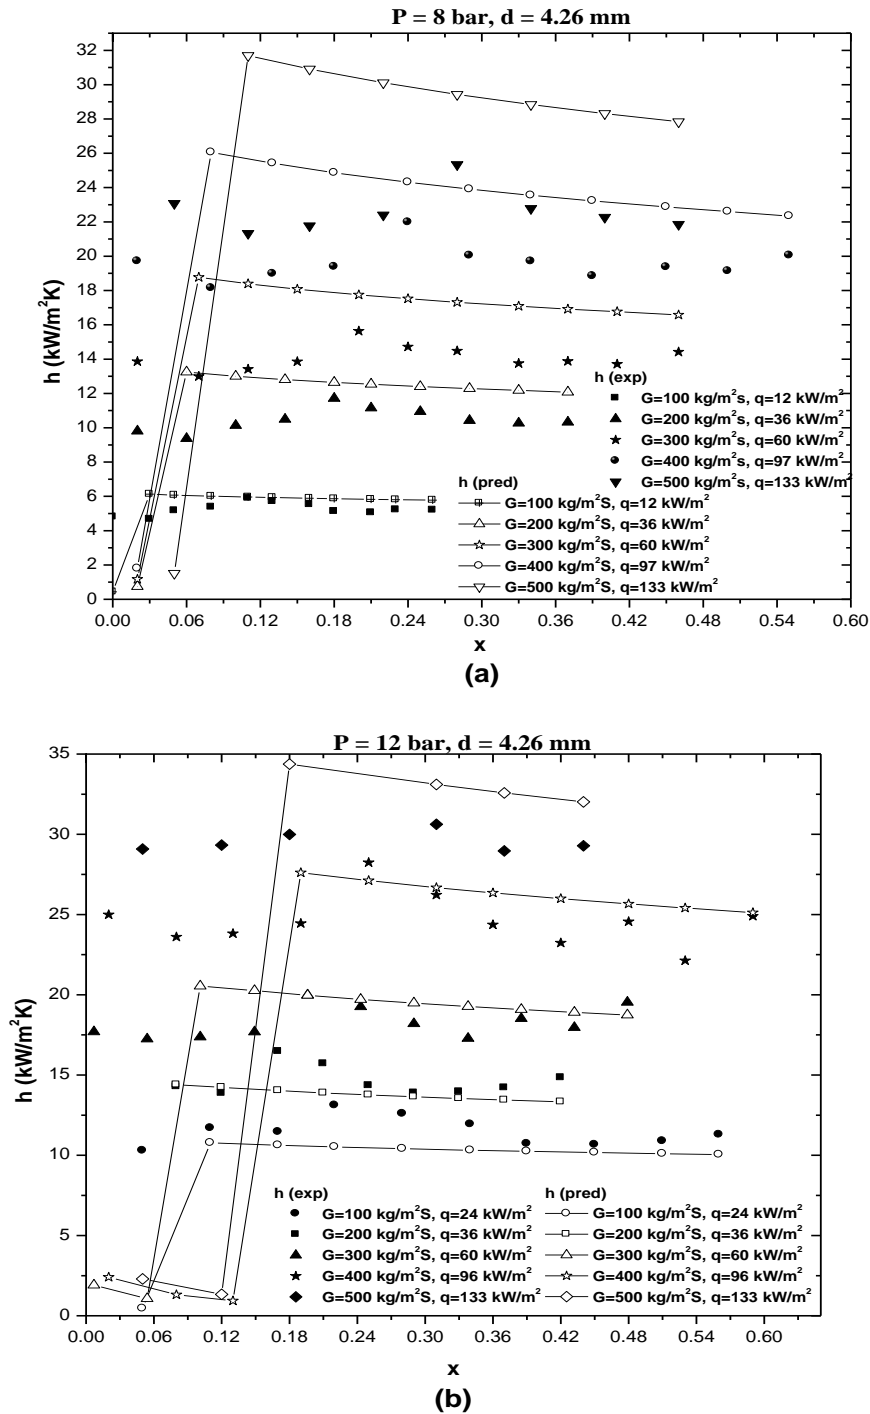 P = 8 bar, d = 4.26 mm
32
30
28
26
24
22
20
18
16
14
12
10
8
6
4
2
0
h (kW/m²K)
h (exp)
G=100 kg/m²s, q=12 kW/m²
G=200 kg/m²s, q=36 kW/m²
G=300 kg/m²s, q=60 kW/m²
G=400 kg/m²s, q=97 kW/m²
G=500 kg/m²s, q=133 kW/m²
h (pred)
G=100 kg/m²S, q=12 kW/m²
G=200 kg/m²S, q=36 kW/m²
G=300 kg/m²S, q=60 kW/m²
G=400 kg/m²S, q=97 kW/m²
G=500 kg/m²S, q=133 kW/m²
0.00 0.06 0.12 0.18 0.24 0.30 0.36 0.42 0.48 0.54 0.60
x
(a)
P = 12 bar, d = 4.26 mm
35
30
25
20
15
10
5
0
h (kW/m²K)
h (exp)
G=100 kg/m²S, q=24 kW/m²
G=200 kg/m²S, q=36 kW/m²
G=300 kg/m²S, q=60 kW/m²
G=400 kg/m²S, q=96 kW/m²
G=500 kg/m²S, q=133 kW/m²
h (pred)
G=100 kg/m²S, q=24 kW/m²
G=200 kg/m²S, q=36 kW/m²
G=300 kg/m²S, q=60 kW/m²
G=400 kg/m²S, q=96 kW/m²
G=500 kg/m²S, q=133 kW/m²
0.00 0.06 0.12 0.18 0.24 0.30 0.36 0.42 0.48 0.54 0.60
x
(b)